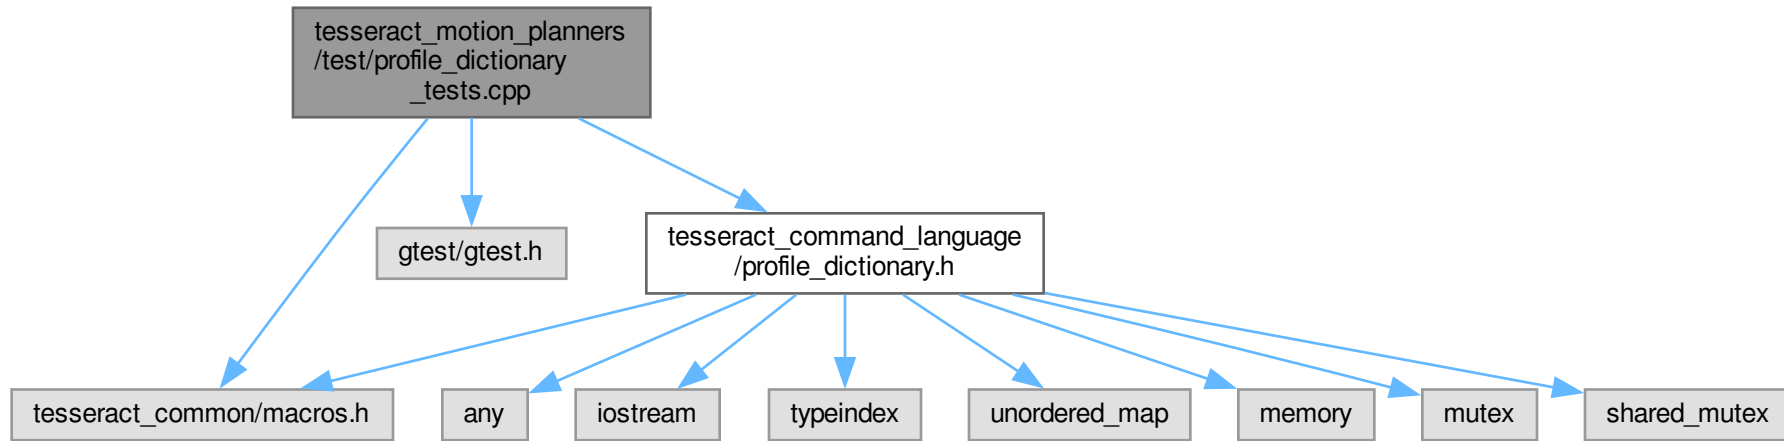 tesseract_motion_planners
/test/profile_dictionary
_tests.cpp
gtest/gtest.h
tesseract_command_language
/profile_dictionary.h
tesseract_common/macros.h
any
iostream
typeindex
unordered_map
memory
mutex
shared_mutex